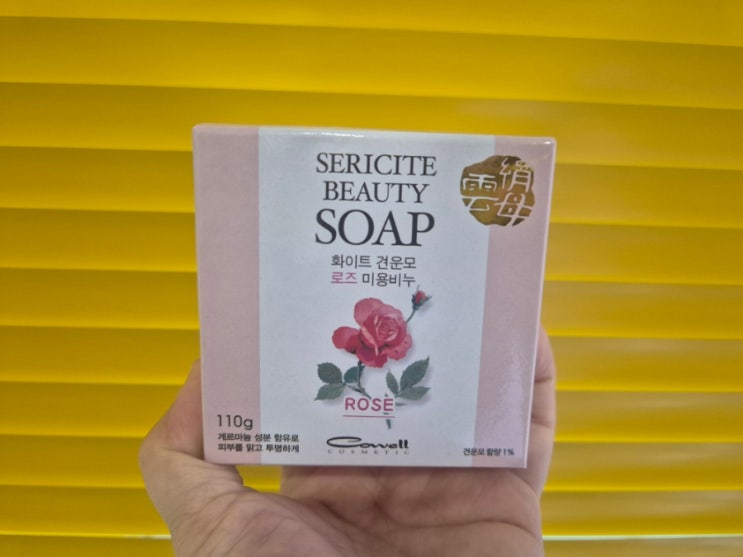 SERICITE
BEAUTY
SOAP
화이트 견운모
로즈 미용비누
絹雲母
ROSE
110g
게르마늄 성분 함유로
피부를 맑고 투명하게
Cowell
COSMETIC
견운모 함량 1%